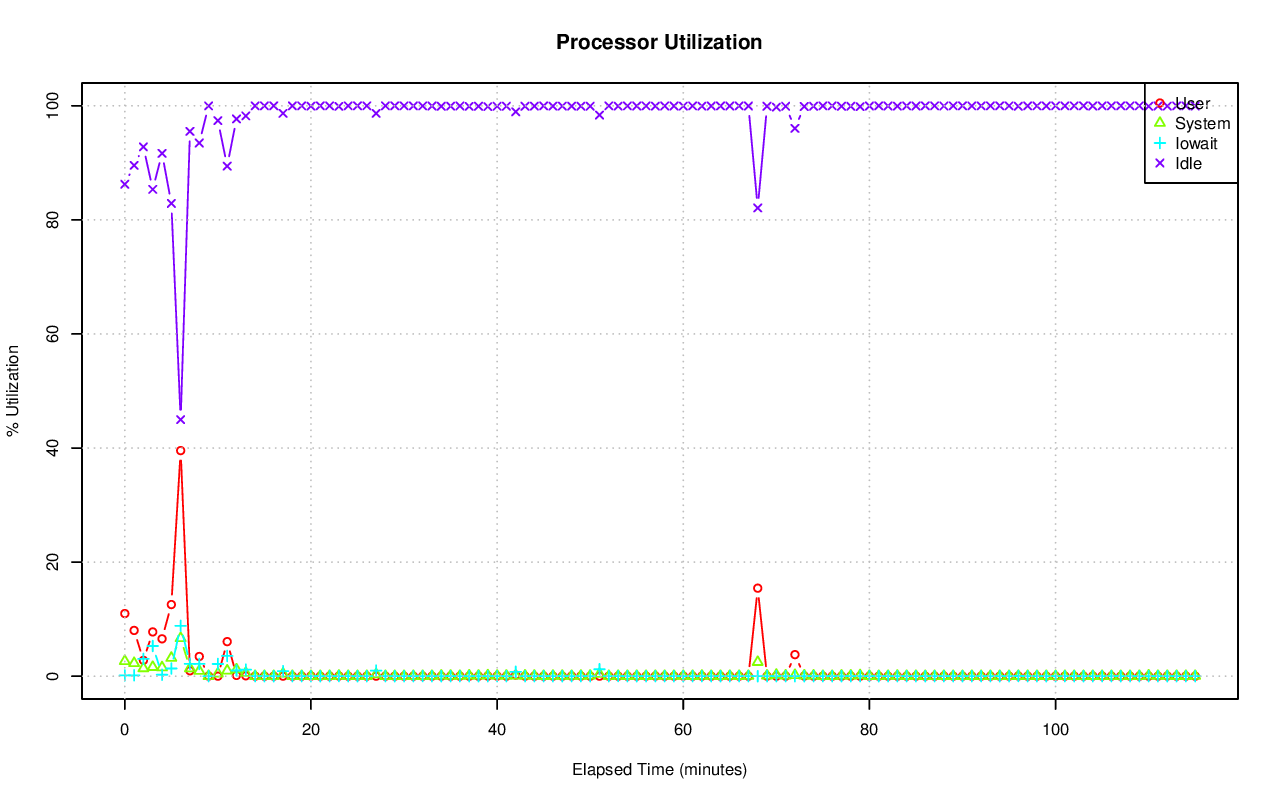 Processor Utilization
100
80
60
40
20
0
% Utilization
User
System
Iowait
Idle
0 20 40 60 80 100
Elapsed Time (minutes)